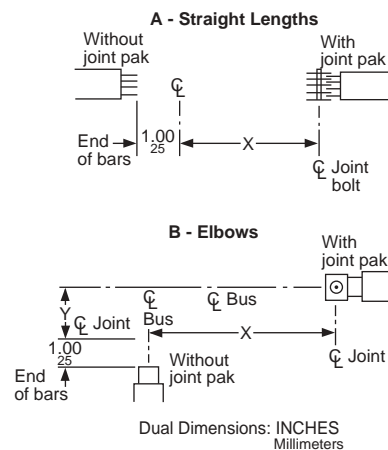 A - Straight Lengths
Without
joint pak
With
joint pak
℄
End
of bars
1.00
25
X
℄ Joint
bolt
B - Elbows
With
joint pak
Y
℄
Bus
℄ Bus
℄ Joint
X
1.00
25
Without
joint pak
℄ Joint
End
of bars
Dual Dimensions: INCHES
Millimeters